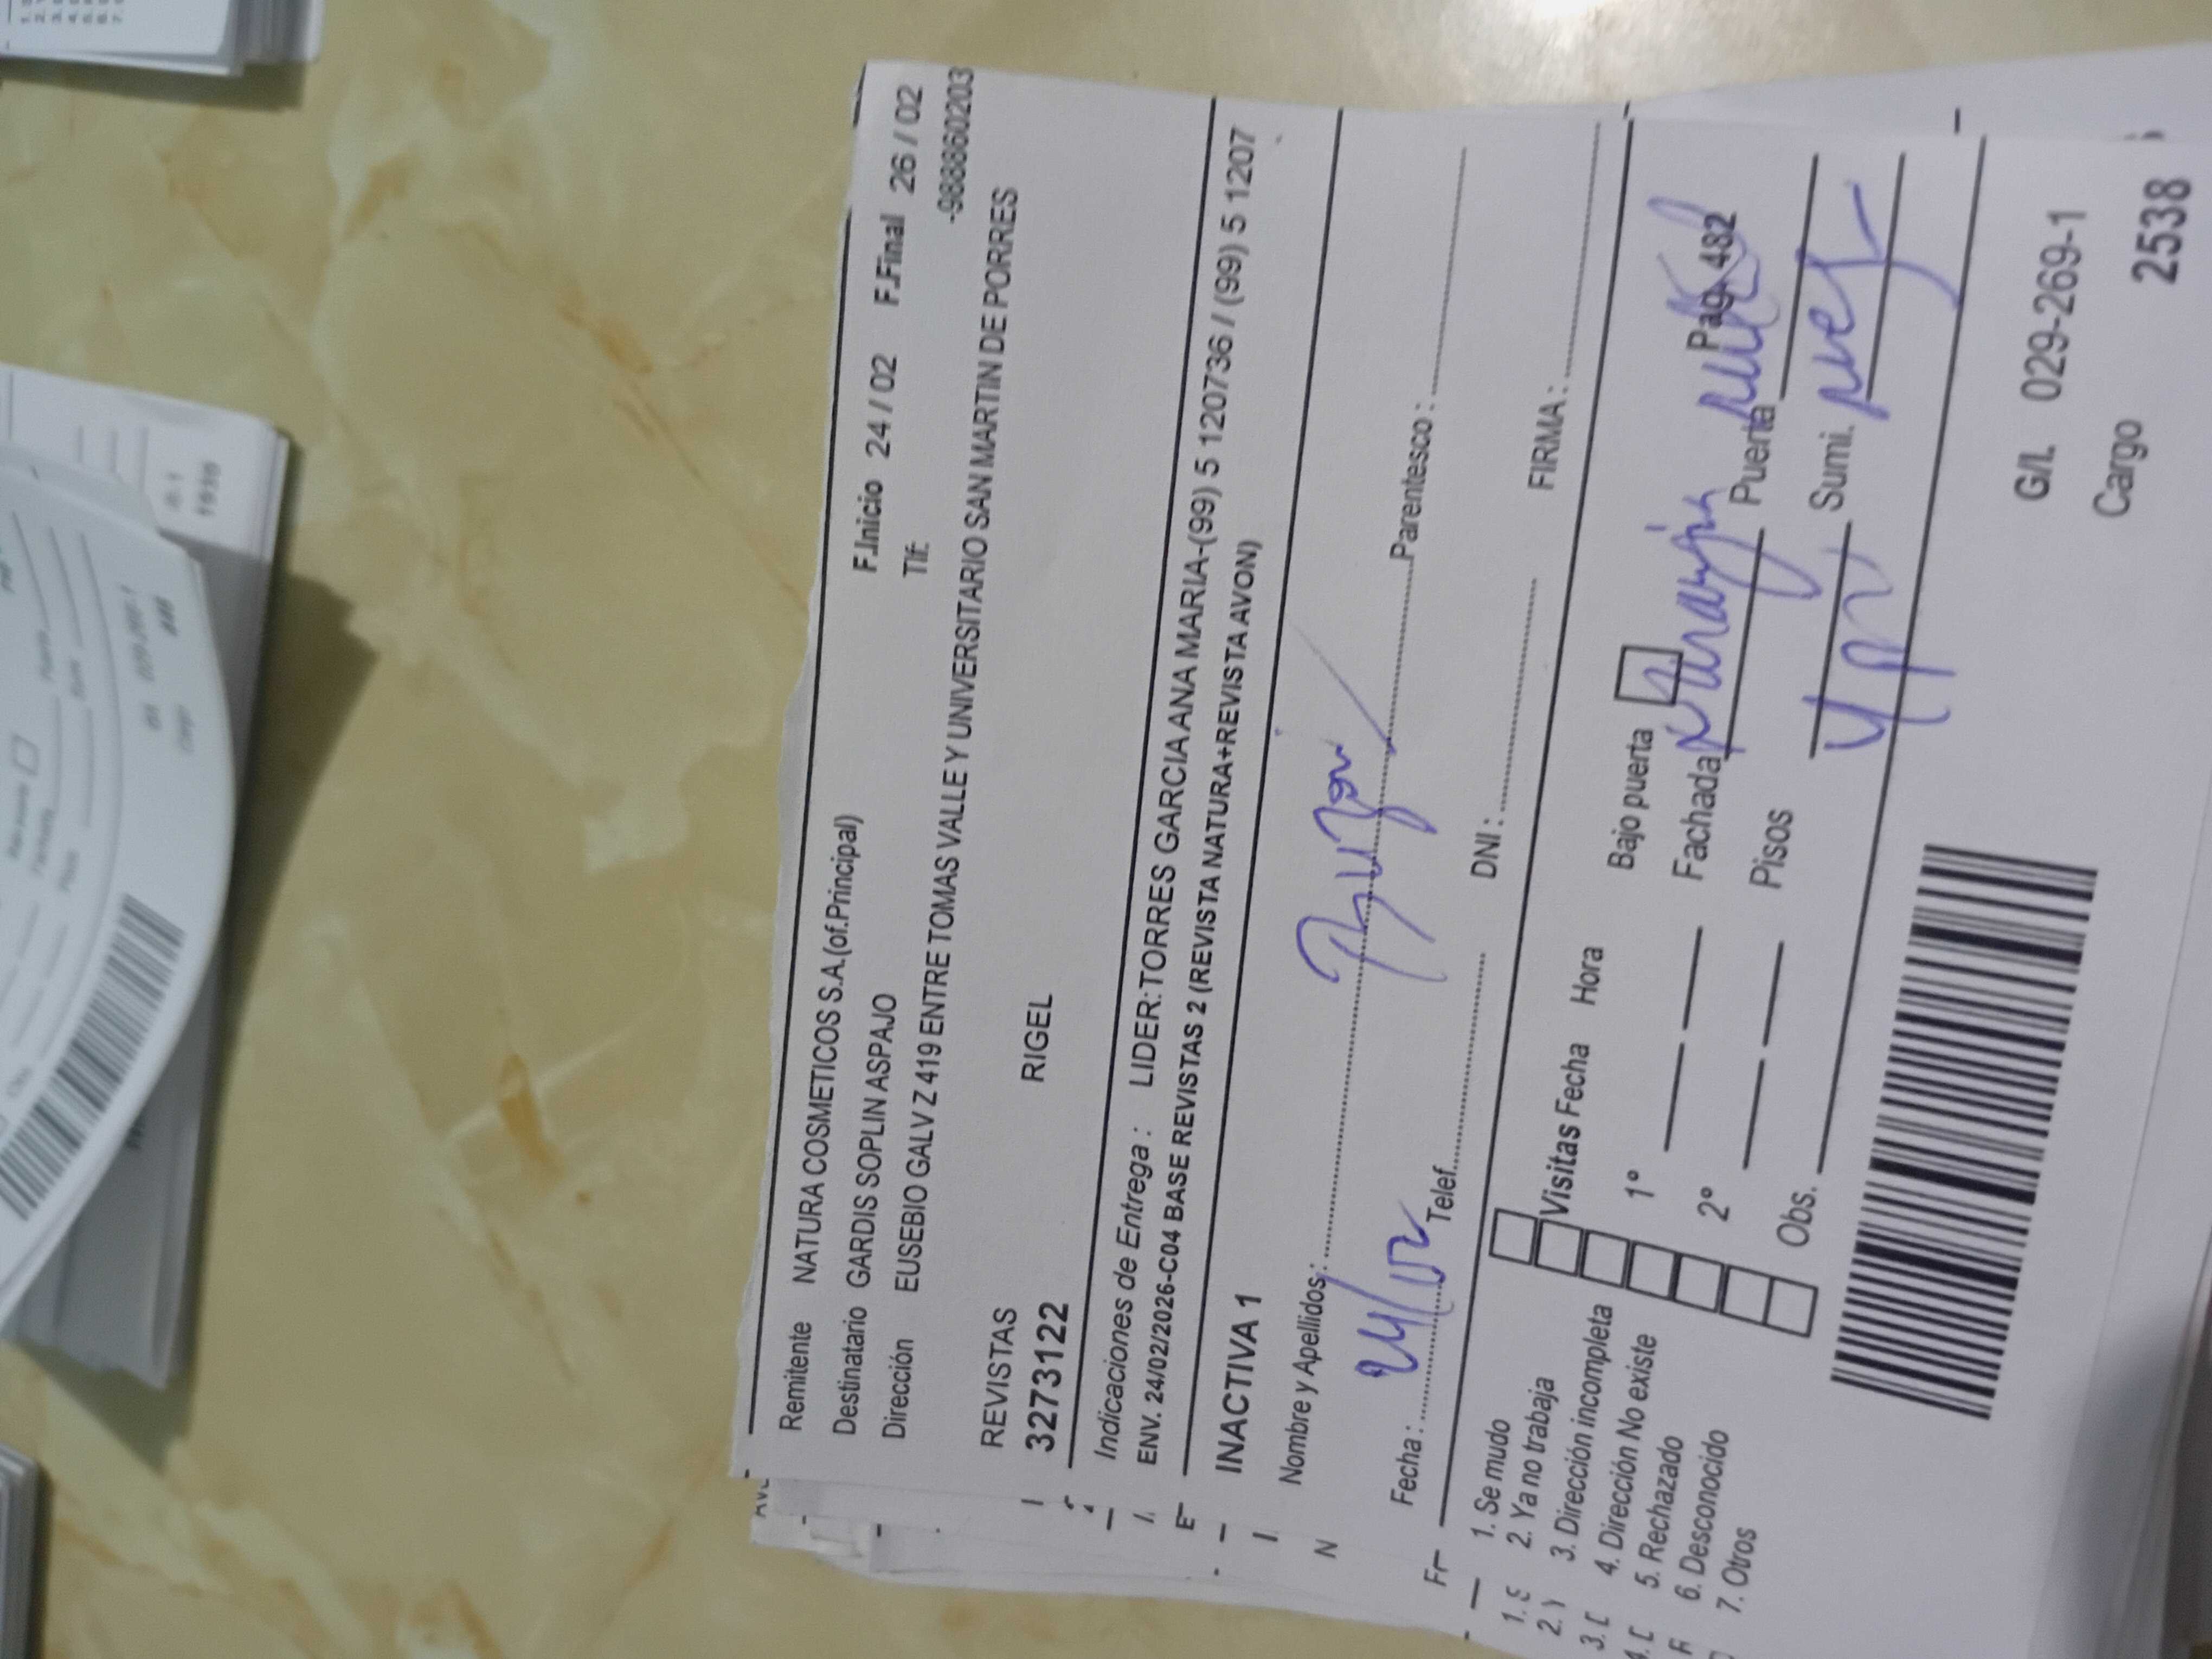 Remitente NATURA COSMETICOS S.A.(of.Principal)
Destinatario GARDIS SOPLIN ASPAJO F.Inicio 24 / 02 F.Final 26 / 02
Dirección EUSEBIO GALV Z 419 ENTRE TOMAS VALLE Y UNIVERSITARIO SAN MARTIN DE PORRES
Tlf: -988860203
REVISTAS
3273122 RIGEL
Indicaciones de Entrega : LIDER:TORRES GARCIA ANA MARIA-(99) 5 120736 / (99) 5 1207
ENV. 24/02/2026-C04 BASE REVISTAS 2 (REVISTA NATURA+REVISTA AVON)
INACTIVA 1
Nombre y Apellidos :
Parentesco :
Fecha : Telef. DNI : FIRMA :
1. Se mudo
2. Ya no trabaja
3. Dirección incompleta
4. Dirección No existe
5. Rechazado
6. Desconocido
7. Otros
Visitas Fecha Hora Bajo puerta
1° Fachada Puerta Pag. 482
2° Pisos Sumi.
Obs.
G/L 029-269-1
Cargo 2538